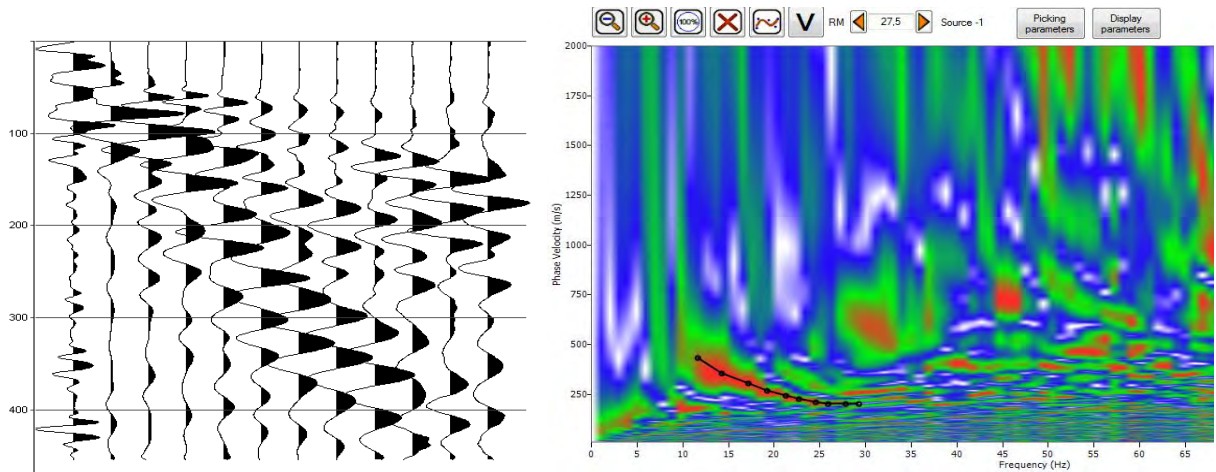 100
200
300
400
100%
V
RM
27,5
Source -1
Picking
parameters
Display
parameters
2000
1750
1500
1250
1000
750
500
250
Phase Velocity (m/s)
0 5 10 15 20 25 30 35 40 45 50 55 60 65
Frequency (Hz)